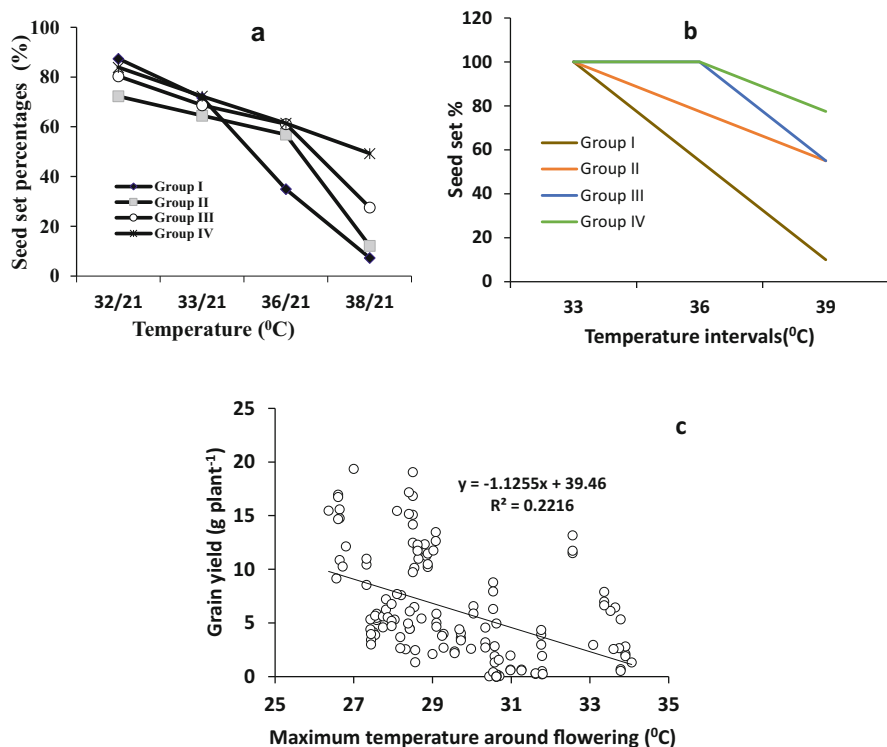 a
Seed set percentages (%)
100
80
60
40
20
0
Group I
Group II
Group III
Group IV
32/21 33/21 36/21 38/21
Temperature (⁰C)
b
Seed set %
120
100
80
60
40
20
0
Group I
Group II
Group III
Group IV
33 36 39
Temperature intervals(⁰C)
c
Grain yield (g plant⁻¹)
25
20
15
10
5
0
y = -1.1255x + 39.46
R² = 0.2216
25 27 29 31 33 35
Maximum temperature around flowering (⁰C)